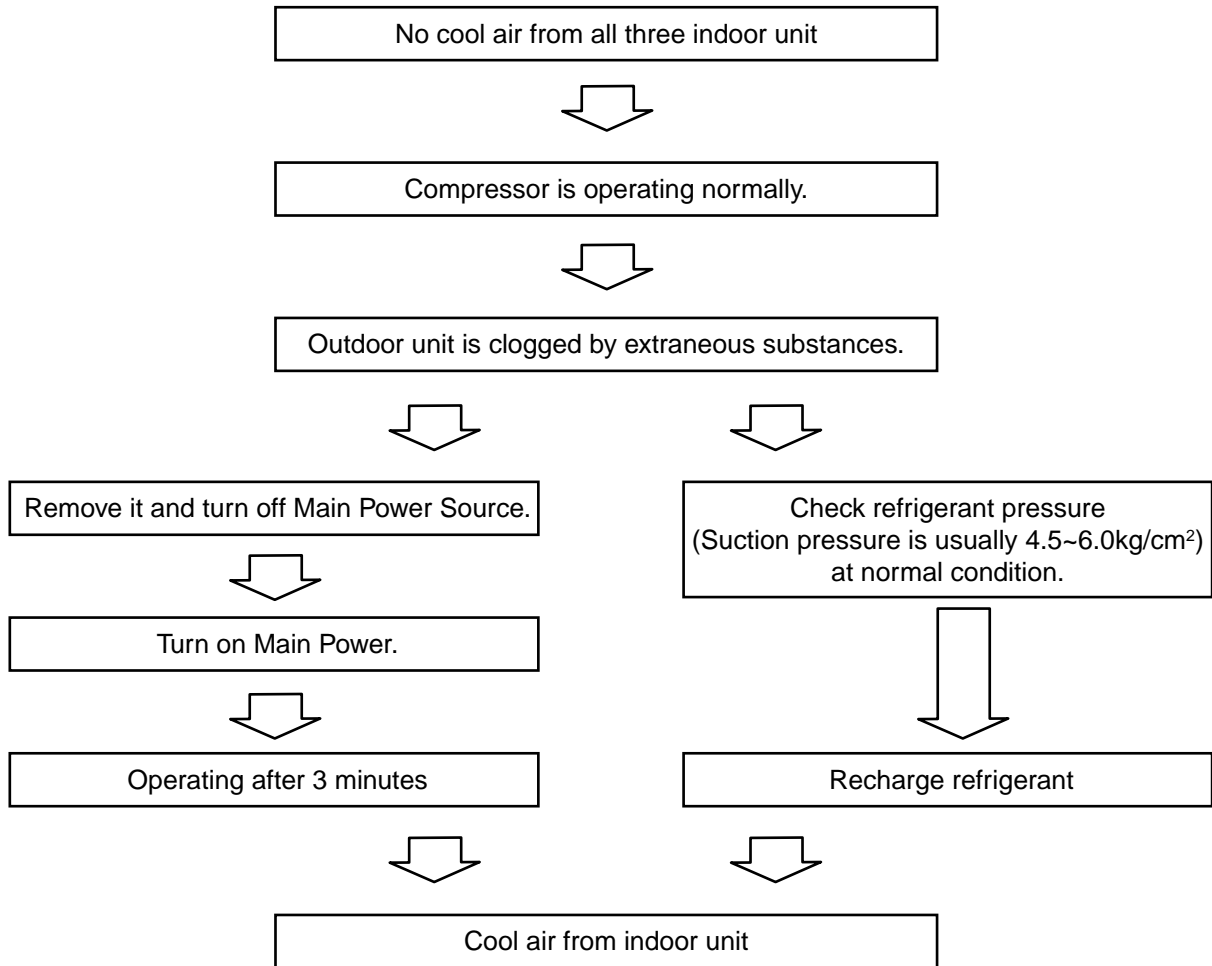 No cool air from all three indoor unit
Compressor is operating normally.
Outdoor unit is clogged by extraneous substances.
Remove it and turn off Main Power Source.
Turn on Main Power.
Operating after 3 minutes
Check refrigerant pressure
(Suction pressure is usually 4.5~6.0kg/cm²)
at normal condition.
Recharge refrigerant
Cool air from indoor unit